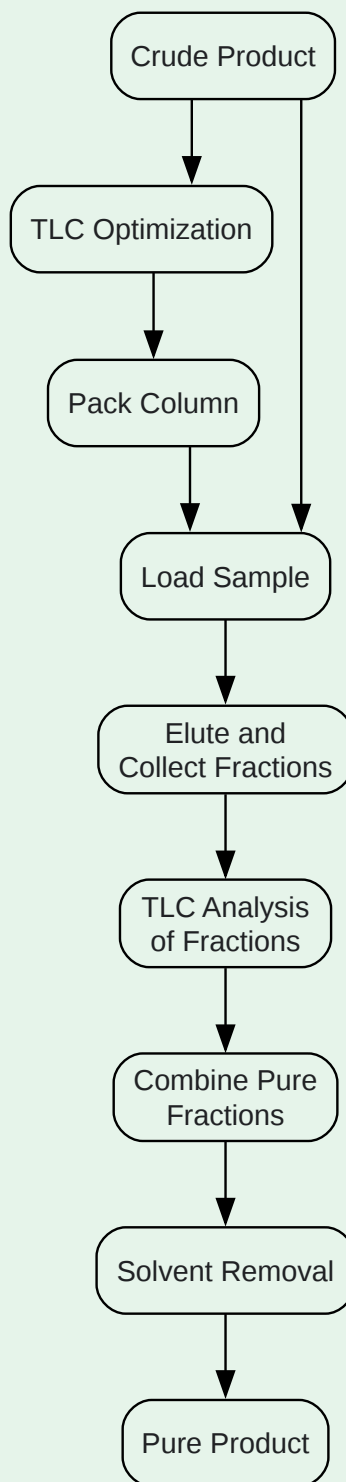 Crude Product
TLC Optimization
Pack Column
Load Sample
Elute and
Collect Fractions
TLC Analysis
of Fractions
Combine Pure
Fractions
Solvent Removal
Pure Product